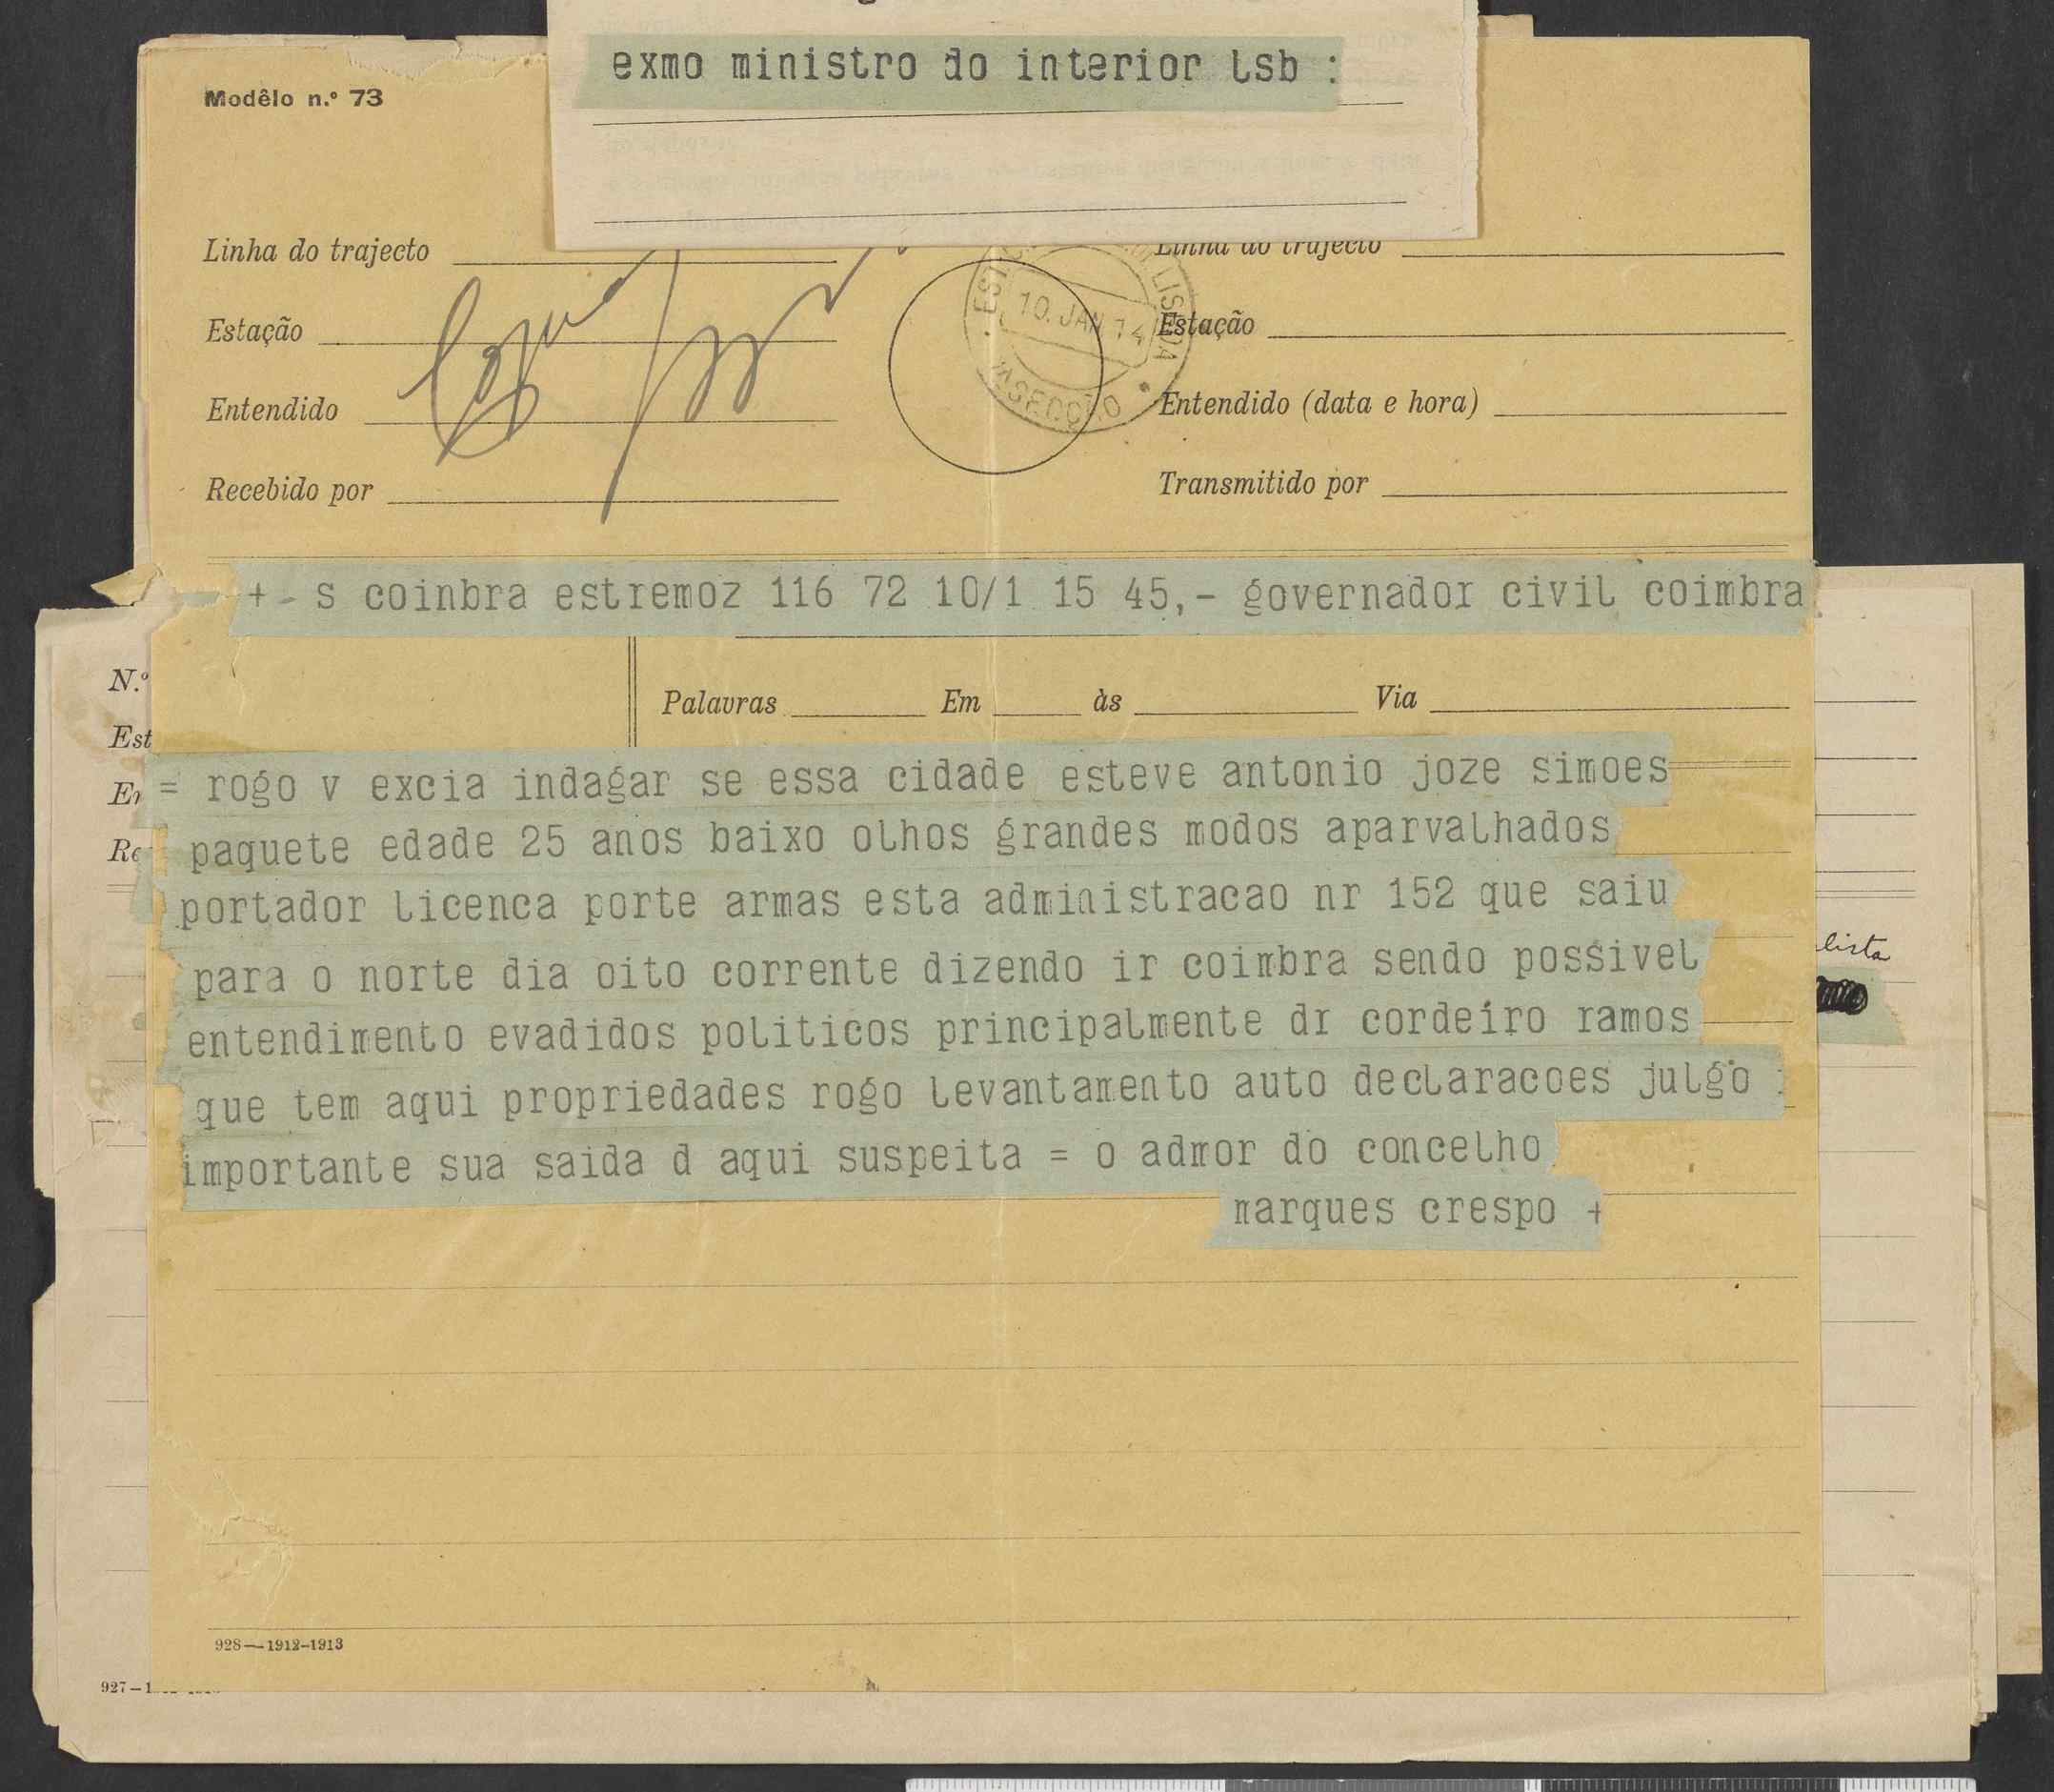 exmo ministro do interior lsb :
Modêlo n.º 73
Linha do trajecto
Linha do trajecto
Estação
Estação
Entendido
Entendido (data e hora)
Recebido por
Transmitido por
10. JAN 14
LISBOA
SECÇÃO
+ - s coinbra estremoz 116 72 10/1 15 45,- governador civil coimbra
N.º
Palavras Em às Via
Est
= rogo v excia indagar se essa cidade esteve antonio joze simoes
paquete edade 25 anos baixo olhos grandes modos aparvalhados
portador licenca porte armas esta administracao nr 152 que saiu
para o norte dia oito corrente dizendo ir coimbra sendo possivel
entendimento evadidos politicos principalmente dr cordeiro ramos
que tem aqui propriedades rogo levantamento auto declaracoes julgo :
importante sua saida d aqui suspeita = o admor do concelho
marques crespo +
928—1912-1913
927-1